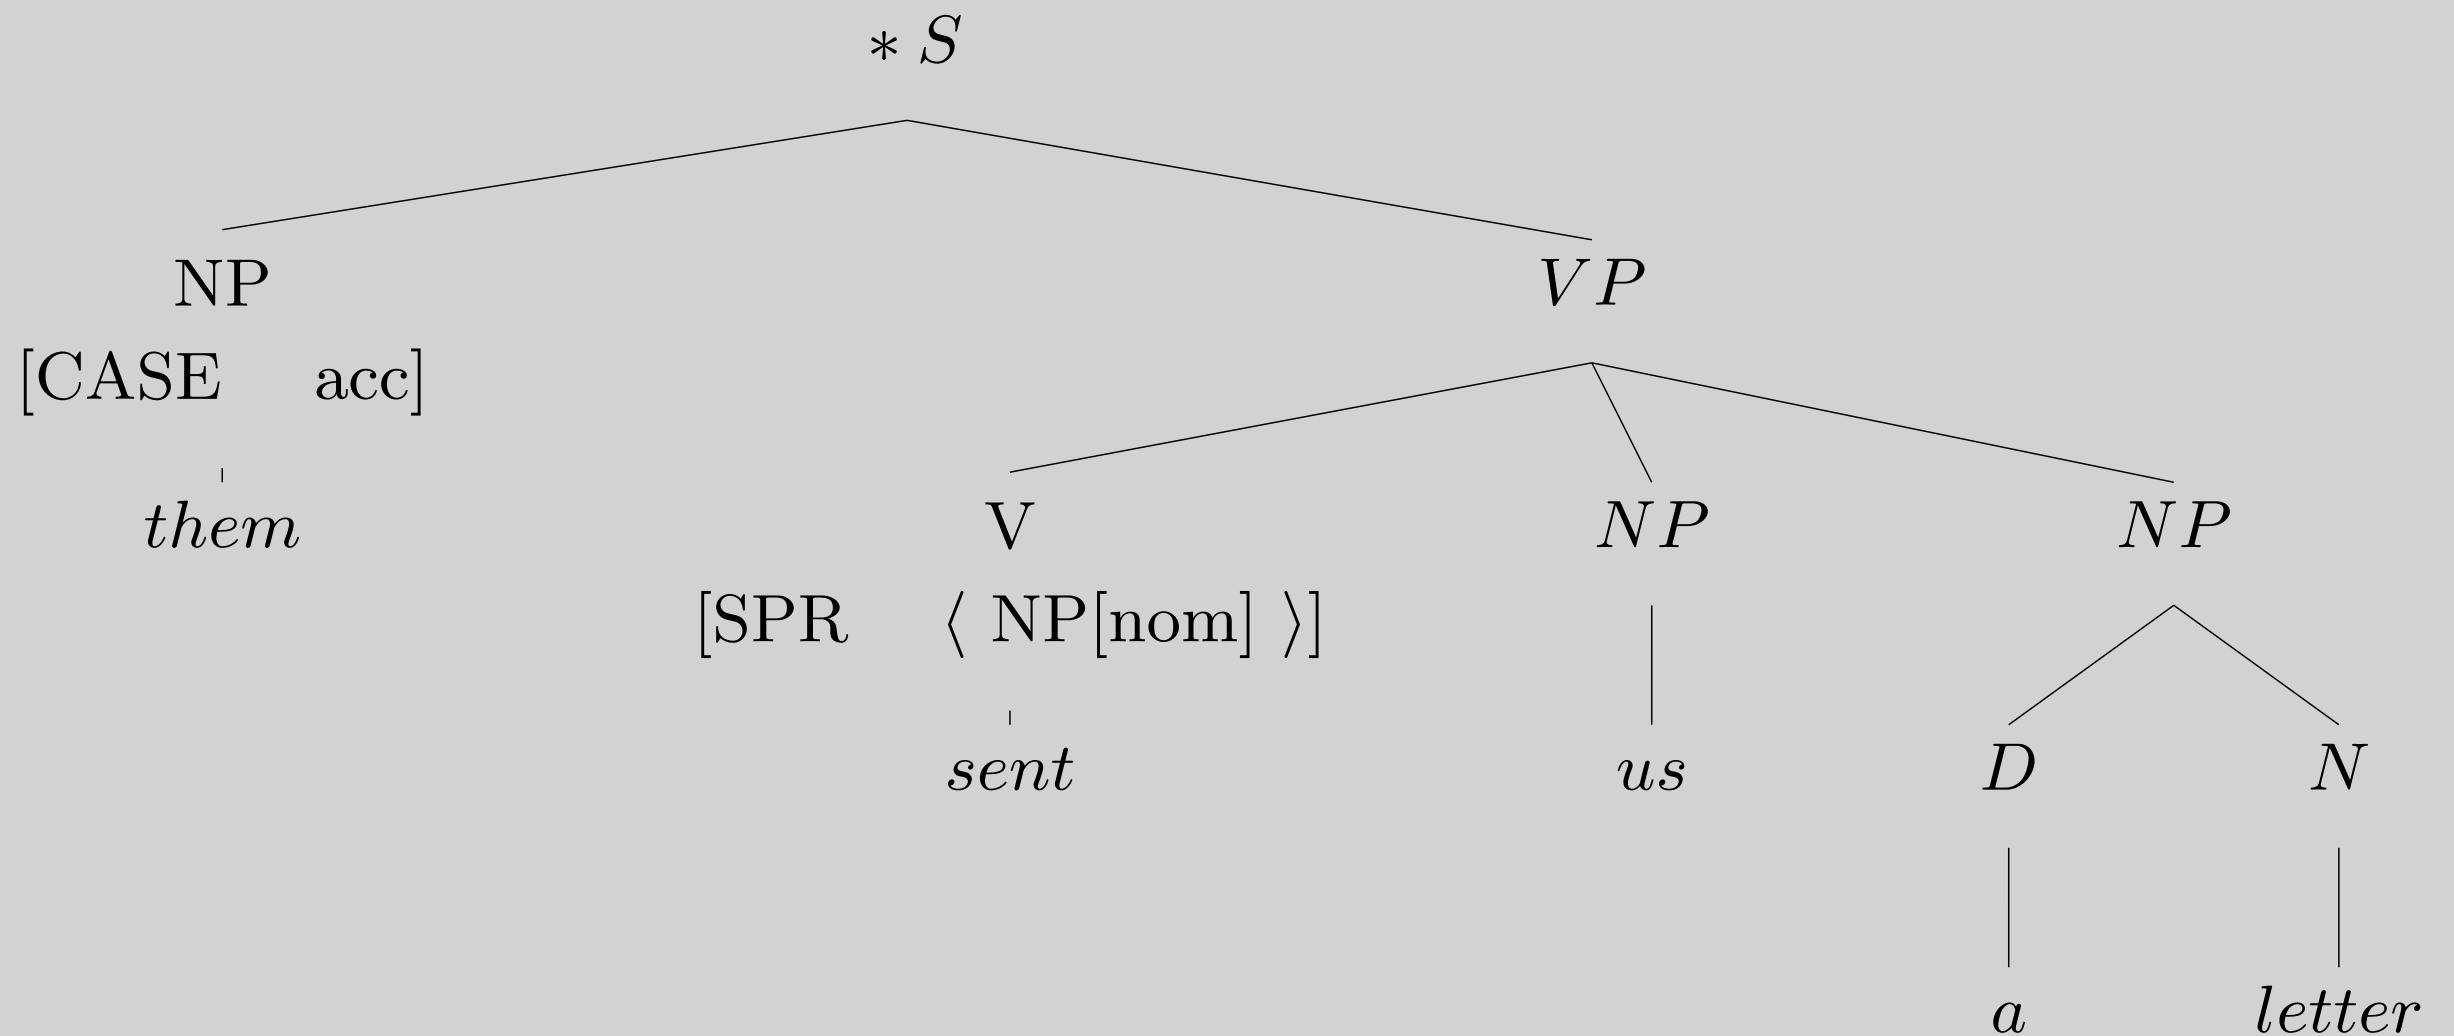 * S
NP VP
[CASE acc]
them V NP NP
[SPR ⟨ NP[nom] ⟩]
sent us D N
a letter